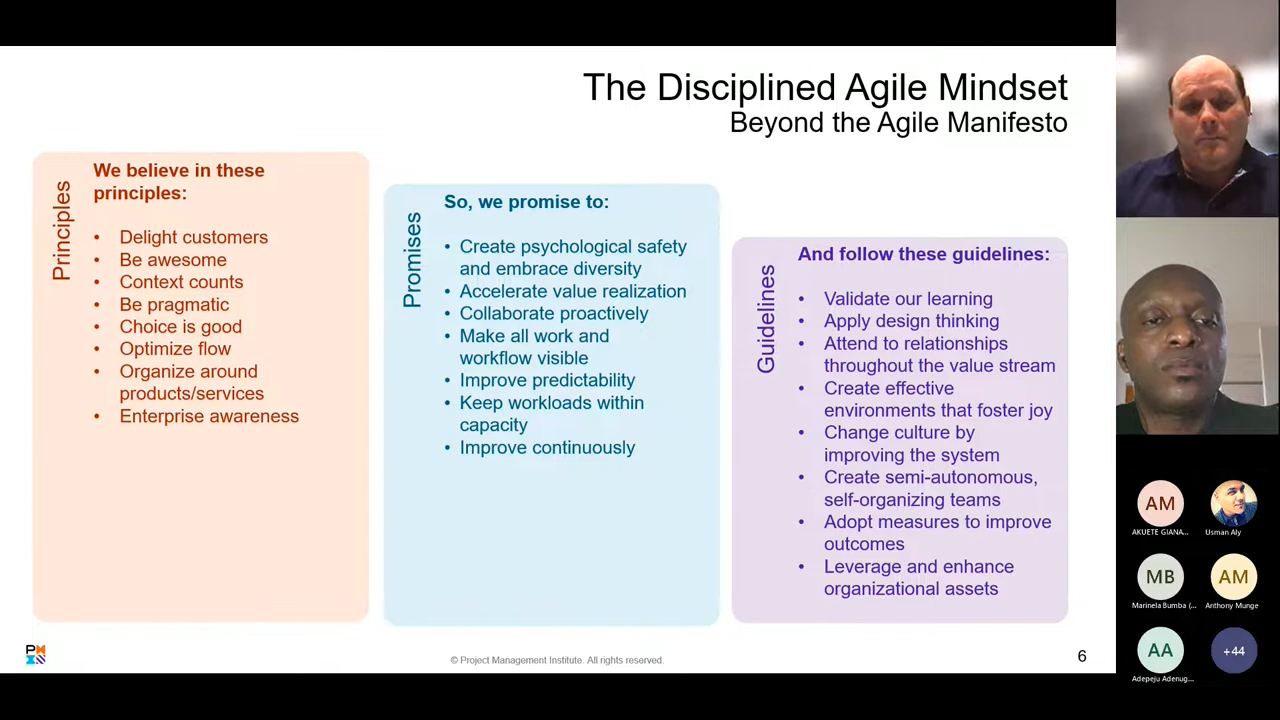 The Disciplined Agile Mindset
Beyond the Agile Manifesto
Principles
We believe in these
principles:
• Delight customers
• Be awesome
• Context counts
• Be pragmatic
• Choice is good
• Optimize flow
• Organize around
products/services
• Enterprise awareness
Promises
So, we promise to:
• Create psychological safety
and embrace diversity
• Accelerate value realization
• Collaborate proactively
• Make all work and
workflow visible
• Improve predictability
• Keep workloads within
capacity
• Improve continuously
Guidelines
And follow these guidelines:
• Validate our learning
• Apply design thinking
• Attend to relationships
throughout the value stream
• Create effective
environments that foster joy
• Change culture by
improving the system
• Create semi-autonomous,
self-organizing teams
• Adopt measures to improve
outcomes
• Leverage and enhance
organizational assets
© Project Management Institute. All rights reserved.
6
AM
AKUETE GIANA...
Usman Aly
MB
Marinela Bumba (...
AM
Anthony Munge
AA
Adepeju Adenug...
+44